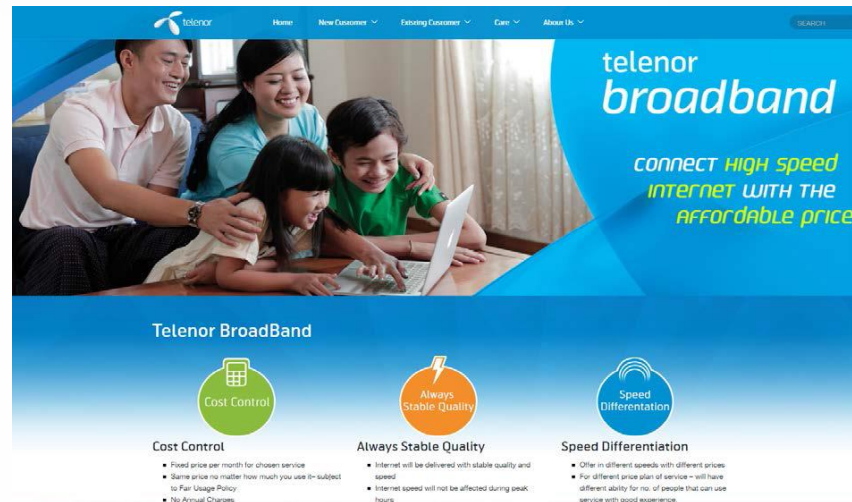 telenor
Home New Customer Existing Customer Care About Us SEARCH
telenor
broadband
connect high speed
internet with the
affordable price
Telenor BroadBand
Cost Control
Always
Stable Quality
Speed
Differentation
Cost Control
▪ Fixed price per month for chosen service
▪ Same price no matter how much you use it– subject
to Fair Usage Policy
▪ No Annual Charges
Always Stable Quality
▪ Internet will be delivered with stable quality and
speed
▪ Internet speed will not be affected during peak
hours
Speed Differentiation
▪ Offer in different speeds with different prices
▪ For different price plan of service – will have
different ability for no. of people that can use
service with good experience